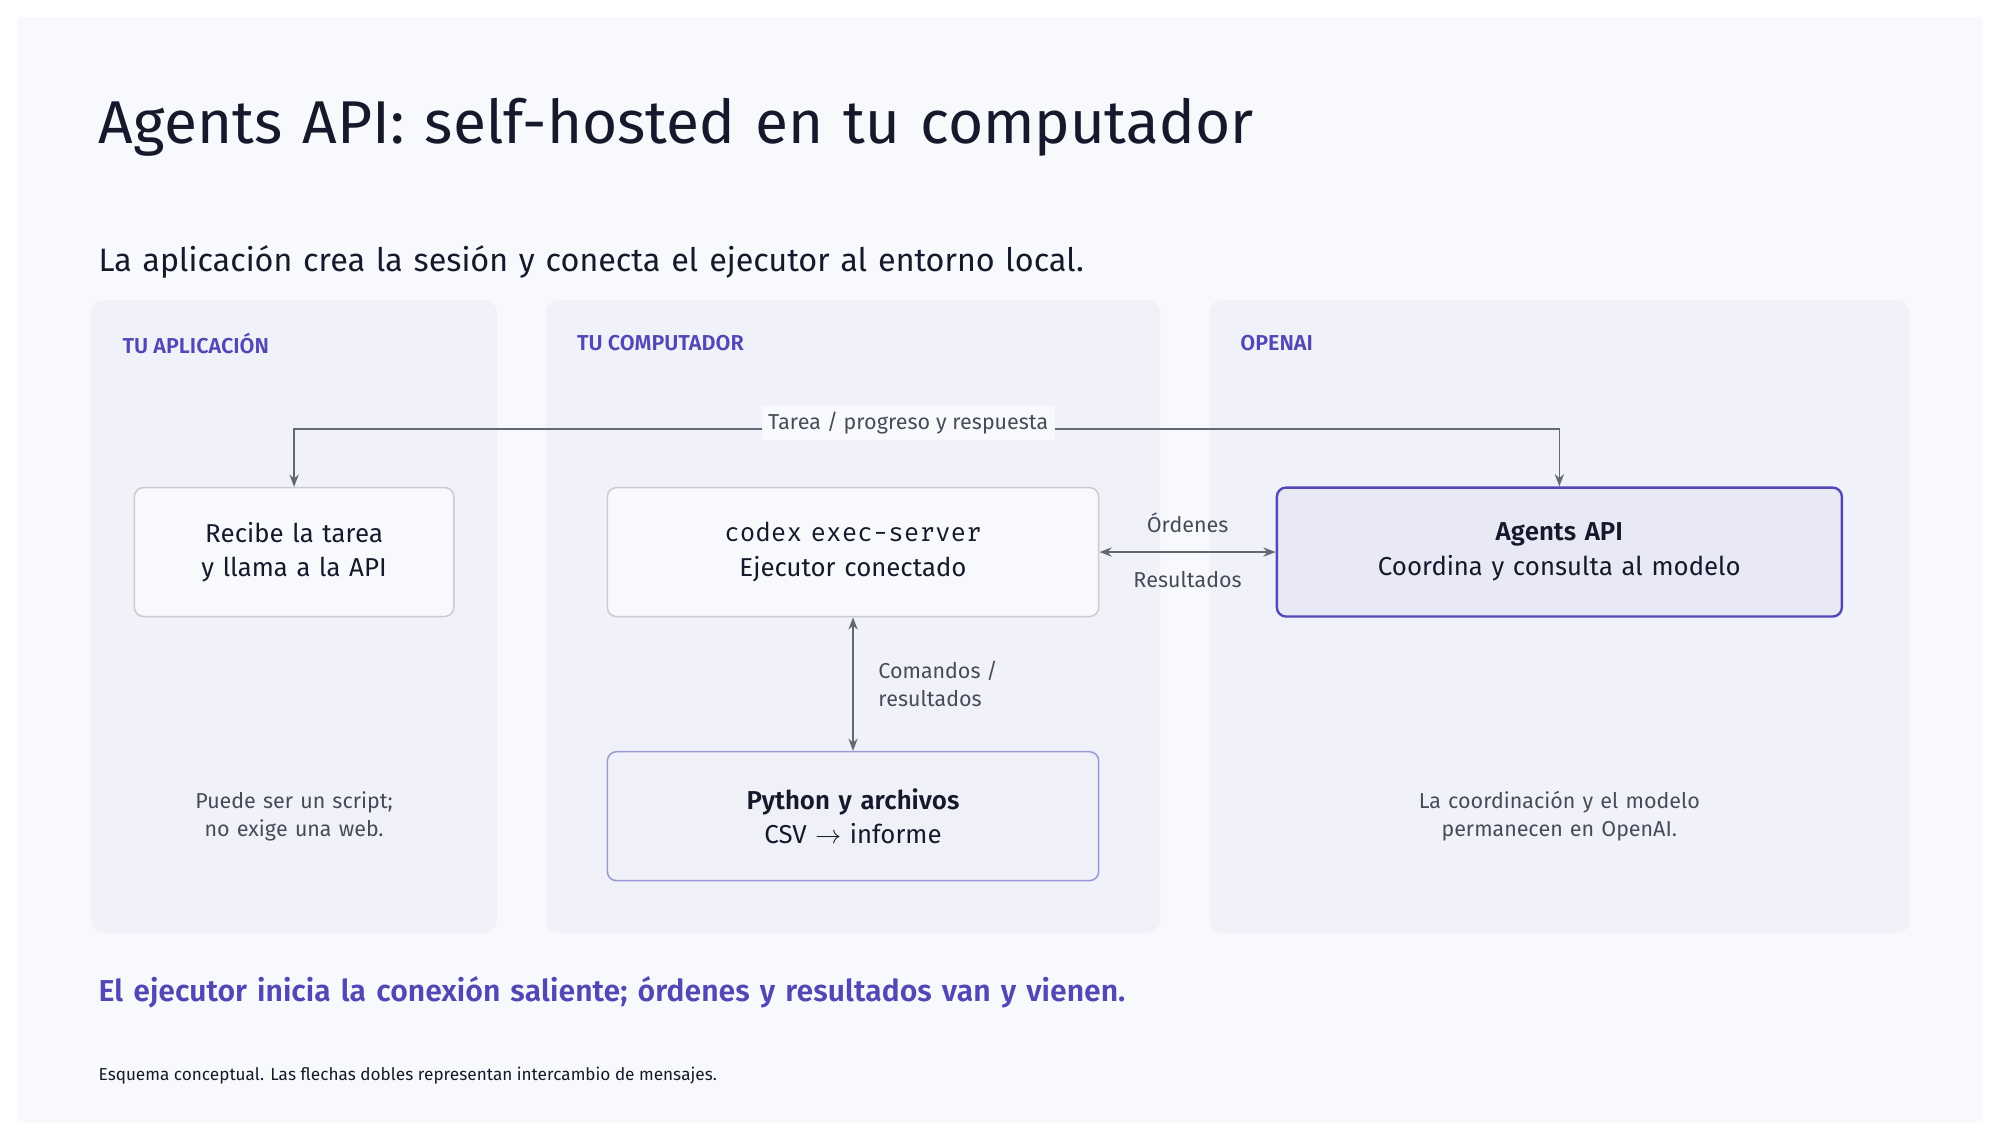 Agents API: self-hosted en tu computador
La aplicación crea la sesión y conecta el ejecutor al entorno local.
TU APLICACIÓN
TU COMPUTADOR
OPENAI
Tarea / progreso y respuesta
Recibe la tarea
y llama a la API
codex exec-server
Ejecutor conectado
Órdenes
Resultados
Agents API
Coordina y consulta al modelo
Comandos /
resultados
Puede ser un script;
no exige una web.
Python y archivos
CSV → informe
La coordinación y el modelo
permanecen en OpenAI.
El ejecutor inicia la conexión saliente; órdenes y resultados van y vienen.
Esquema conceptual. Las flechas dobles representan intercambio de mensajes.